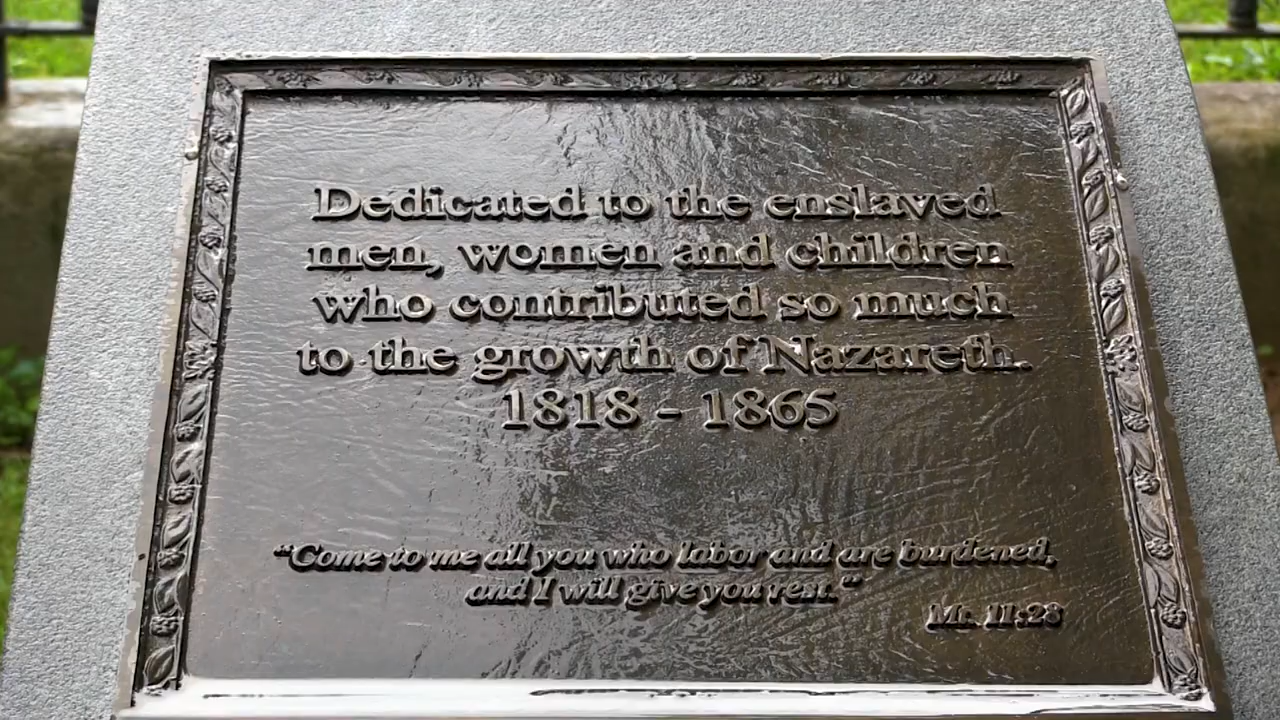 Dedicated to the enslaved
men, women and children
who contributed so much
to the growth of Nazareth.
1818 - 1865
“Come to me all you who labor and are burdened,
and I will give you rest.“
Mt. 11:28